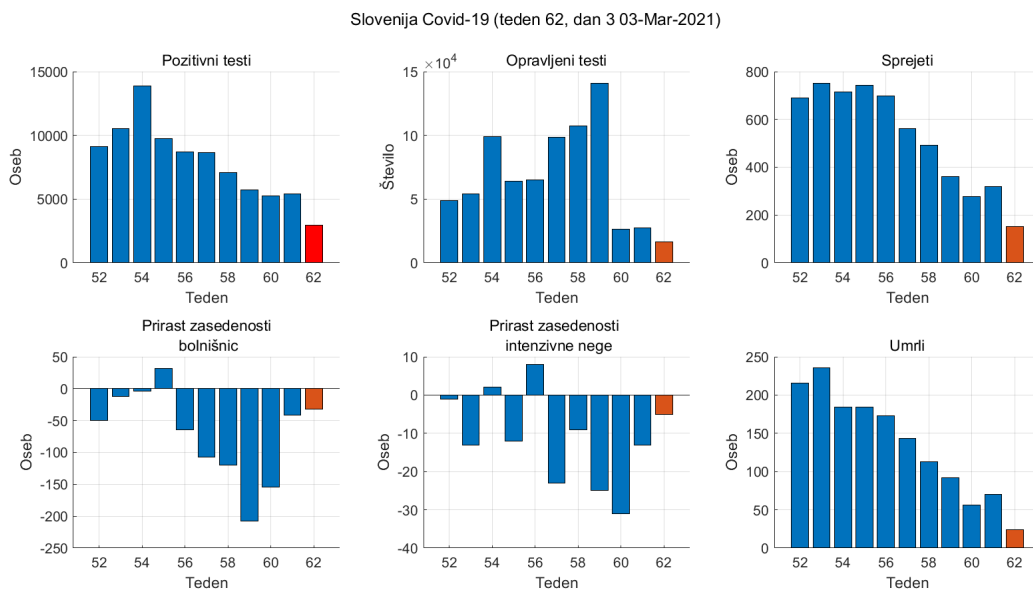 Slovenija Covid-19 (teden 62, dan 3 03-Mar-2021)
Pozitivni testi
15000
10000
5000
0
Oseb
52 54 56 58 60 62
Teden
Opravljeni testi
×10⁴
15
10
5
0
Število
52 54 56 58 60 62
Teden
Sprejeti
800
600
400
200
0
Oseb
52 54 56 58 60 62
Teden
Prirast zasedenosti
bolnišnic
50
0
-50
-100
-150
-200
-250
Oseb
52 54 56 58 60 62
Teden
Prirast zasedenosti
intenzivne nege
10
0
-10
-20
-30
-40
Oseb
52 54 56 58 60 62
Teden
Umrli
250
200
150
100
50
0
Oseb
52 54 56 58 60 62
Teden